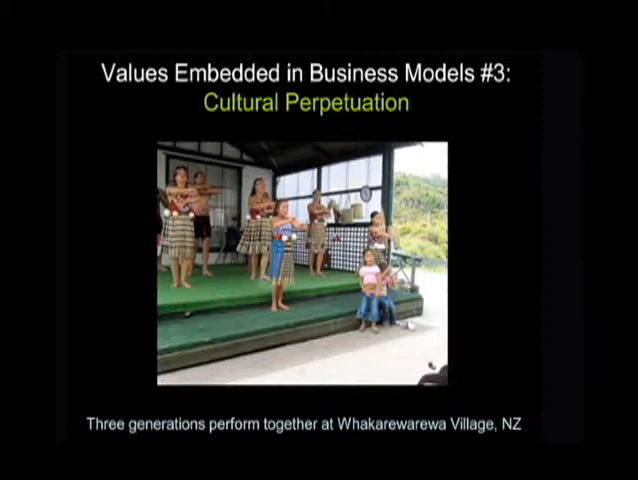 Values Embedded in Business Models #3:
Cultural Perpetuation
Three generations perform together at Whakarewarewa Village, NZ